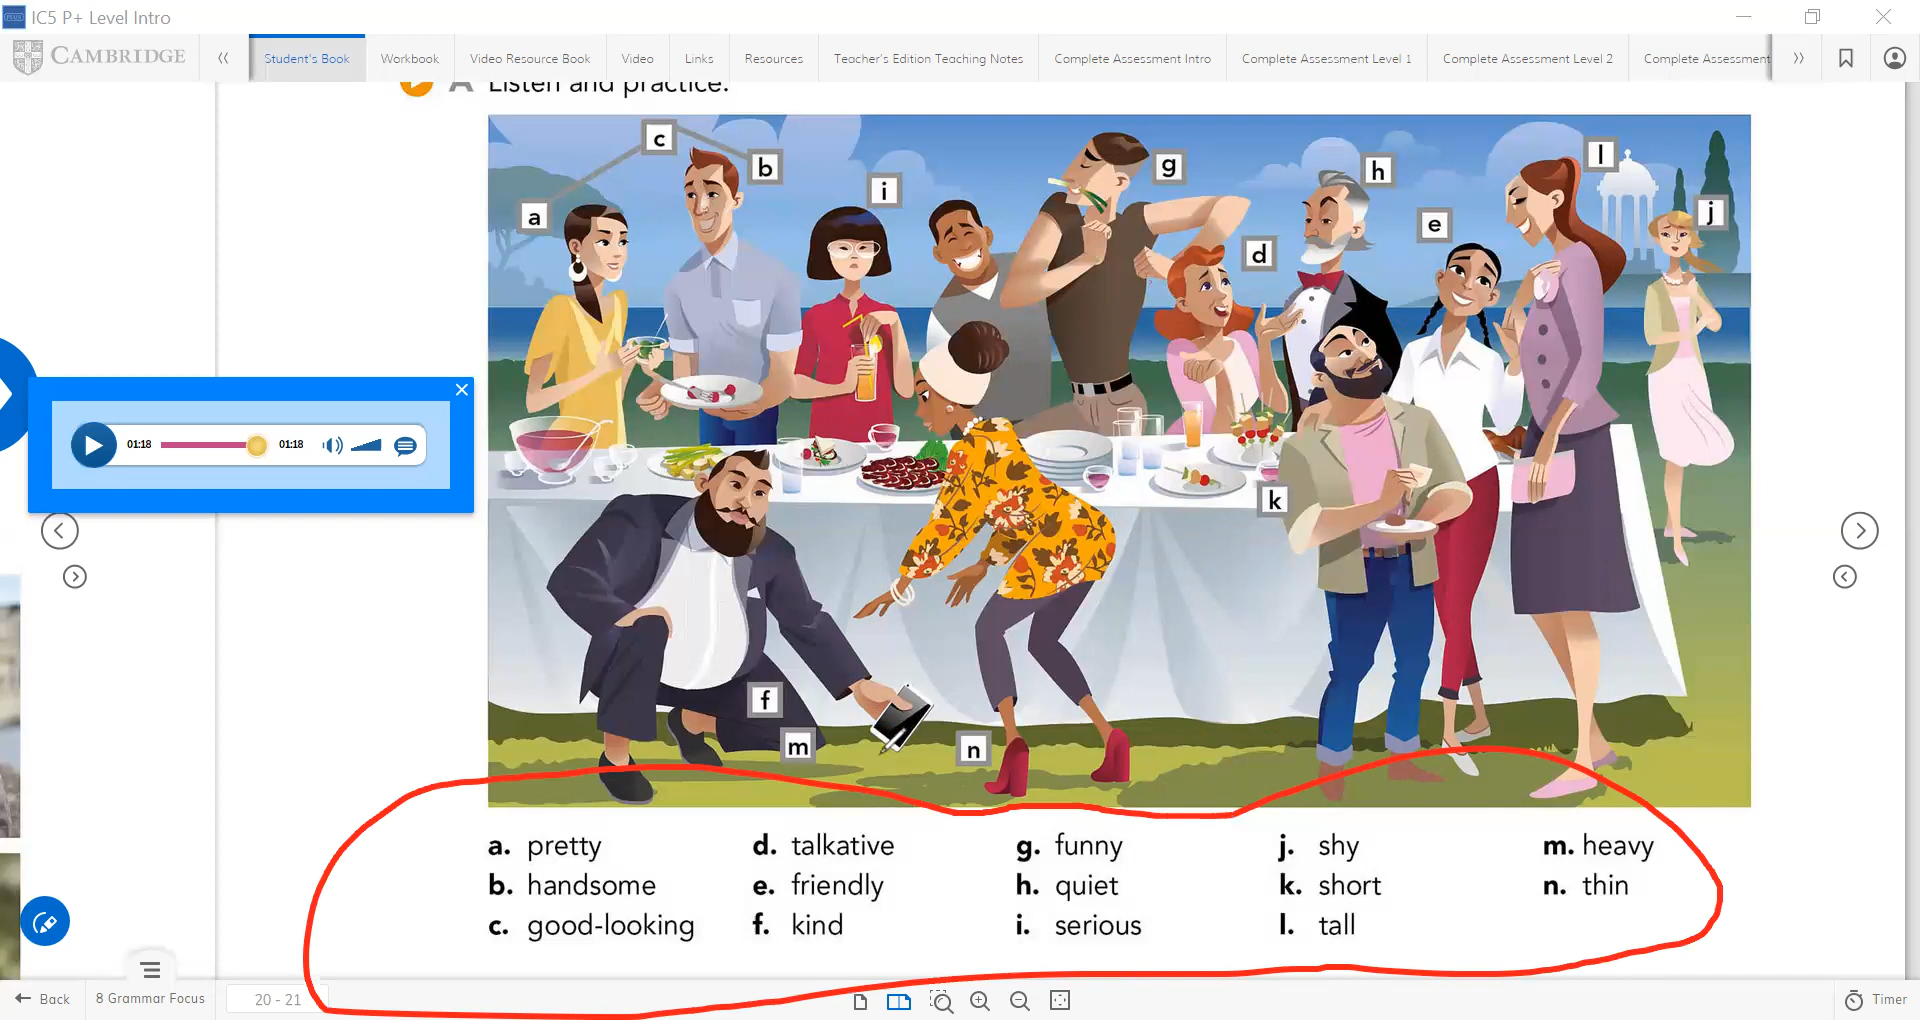 IC5 P+ Level Intro
CAMBRIDGE
Student's Book Workbook Video Resource Book Video Links Resources Teacher's Edition Teaching Notes Complete Assessment Intro Complete Assessment Level 1 Complete Assessment Level 2 Complete Assessment
A Listen and practice.
c
b
a
i
g
h
l
j
e
d
01:18 01:18
k
f
m
n
a. pretty d. talkative g. funny j. shy m. heavy
b. handsome e. friendly h. quiet k. short n. thin
c. good-looking f. kind i. serious l. tall
Back 8 Grammar Focus 20 - 21 Timer